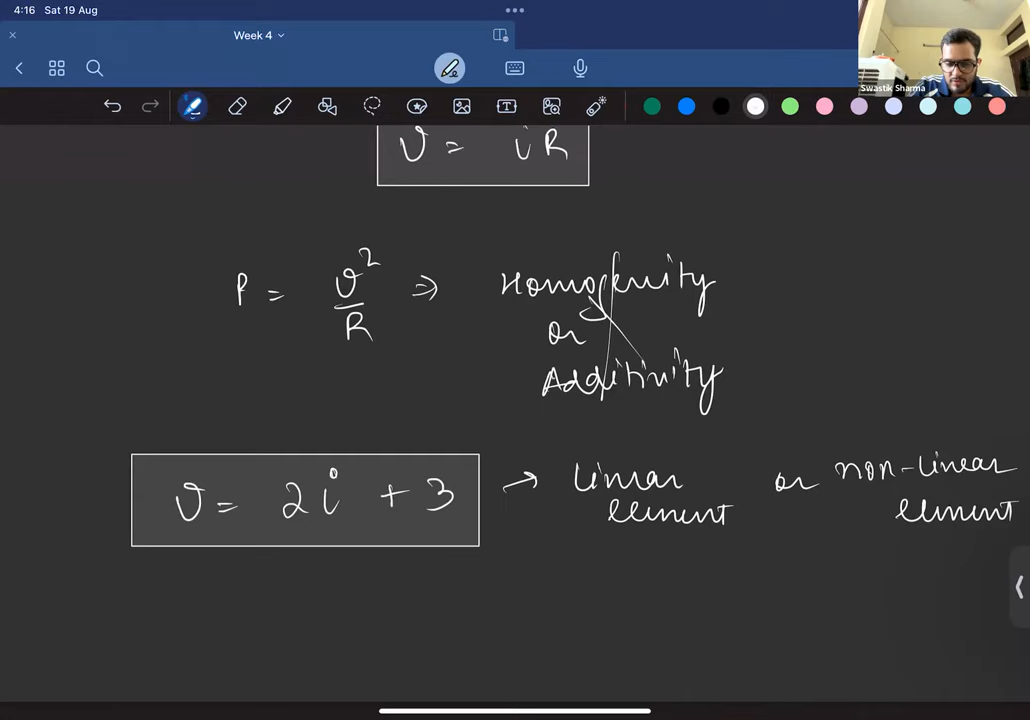 4:16 Sat 19 Aug
Week 4
Swastik Sharma
v = iR
P = v²/R ⇒ Homogenuity
or
Additivity
v = 2i + 3 → linear element or non-linear element